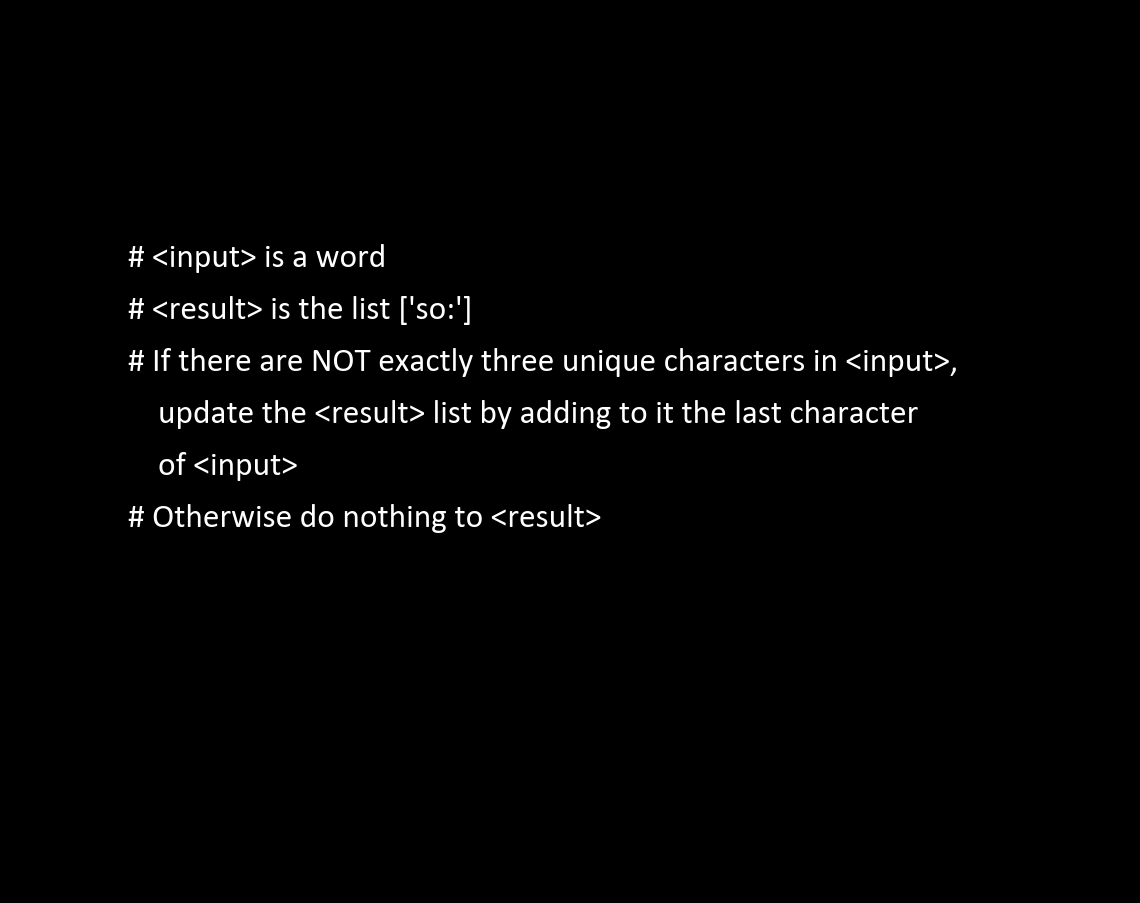 # <input> is a word
# <result> is the list ['so:']
# If there are NOT exactly three unique characters in <input>,
update the <result> list by adding to it the last character
of <input>
# Otherwise do nothing to <result>